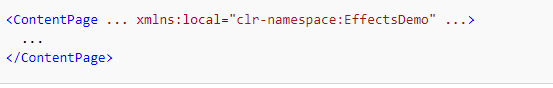 <ContentPage ... xmlns:local="clr-namespace:EffectsDemo" ...>
...
</ContentPage>